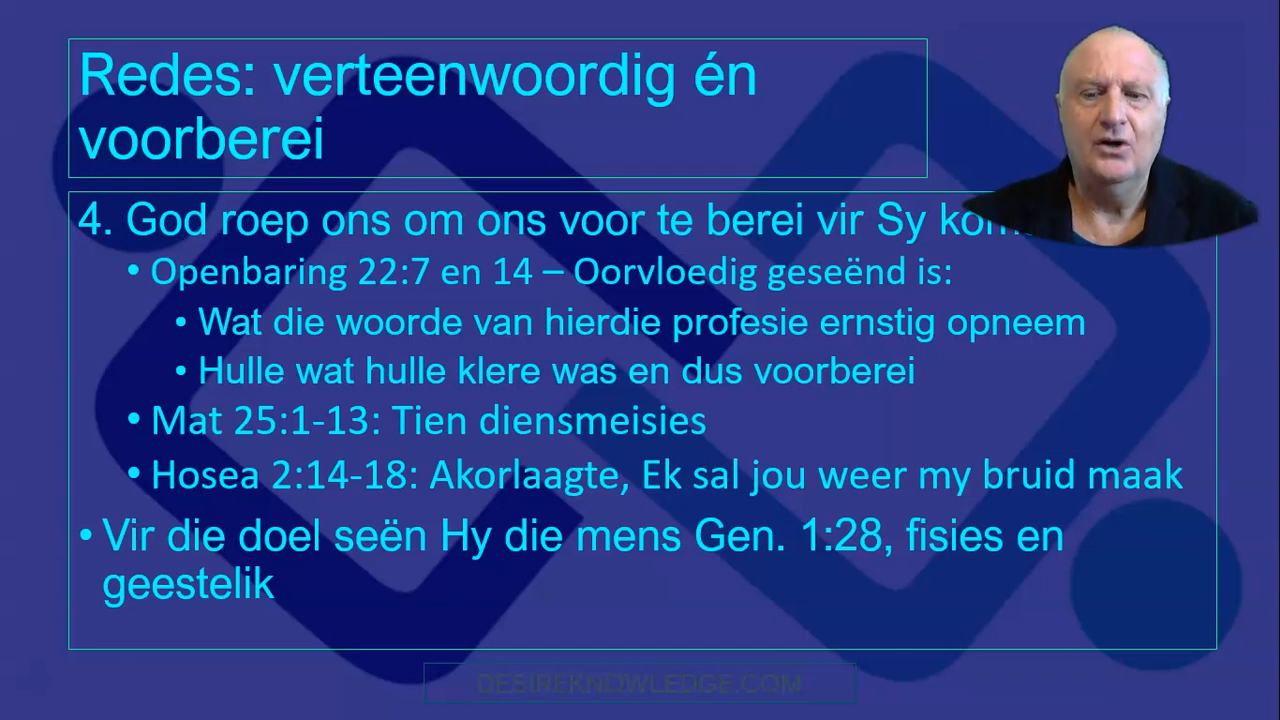 Redes: verteenwoordig én
voorberei
4. God roep ons om ons voor te berei vir Sy
• Openbaring 22:7 en 14 – Oorvloedig geseënd is:
• Wat die woorde van hierdie profesie ernstig opneem
• Hulle wat hulle klere was en dus voorberei
• Mat 25:1-13: Tien diensmeisies
• Hosea 2:14-18: Akorlaagte, Ek sal jou weer my bruid maak
• Vir die doel seën Hy die mens Gen. 1:28, fisies en
geestelik
DESIREKNOWLEDGE.COM